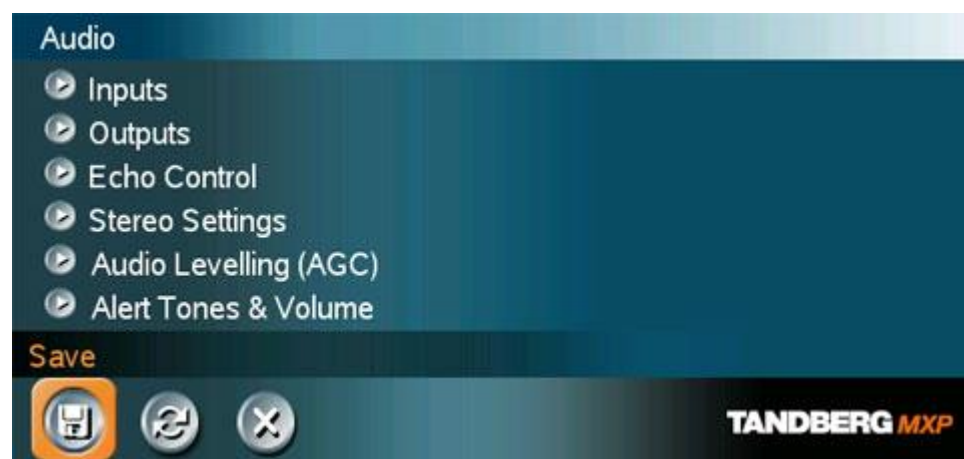 Audio
Inputs
Outputs
Echo Control
Stereo Settings
Audio Levelling (AGC)
Alert Tones & Volume
Save
TANDBERG MXP